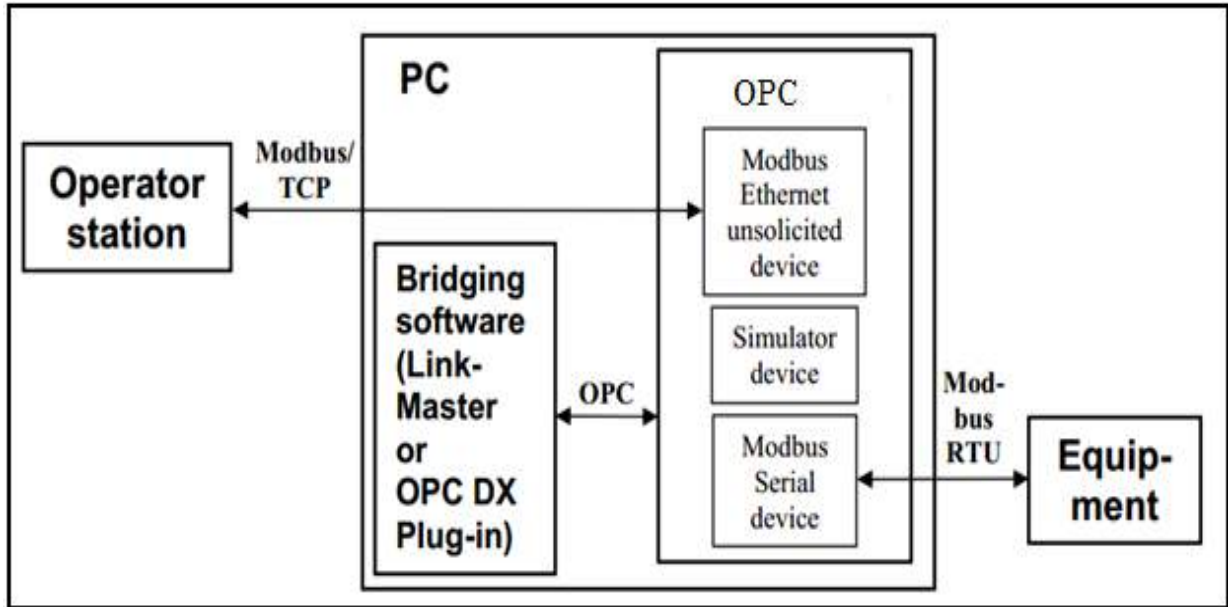 PC
OPC
Operator
station
Modbus/
TCP
Modbus
Ethernet
unsolicited
device
Bridging
software
(Link-
Master
or
OPC DX
Plug-in)
OPC
Simulator
device
Modbus
Serial
device
Mod-
bus
RTU
Equip-
ment